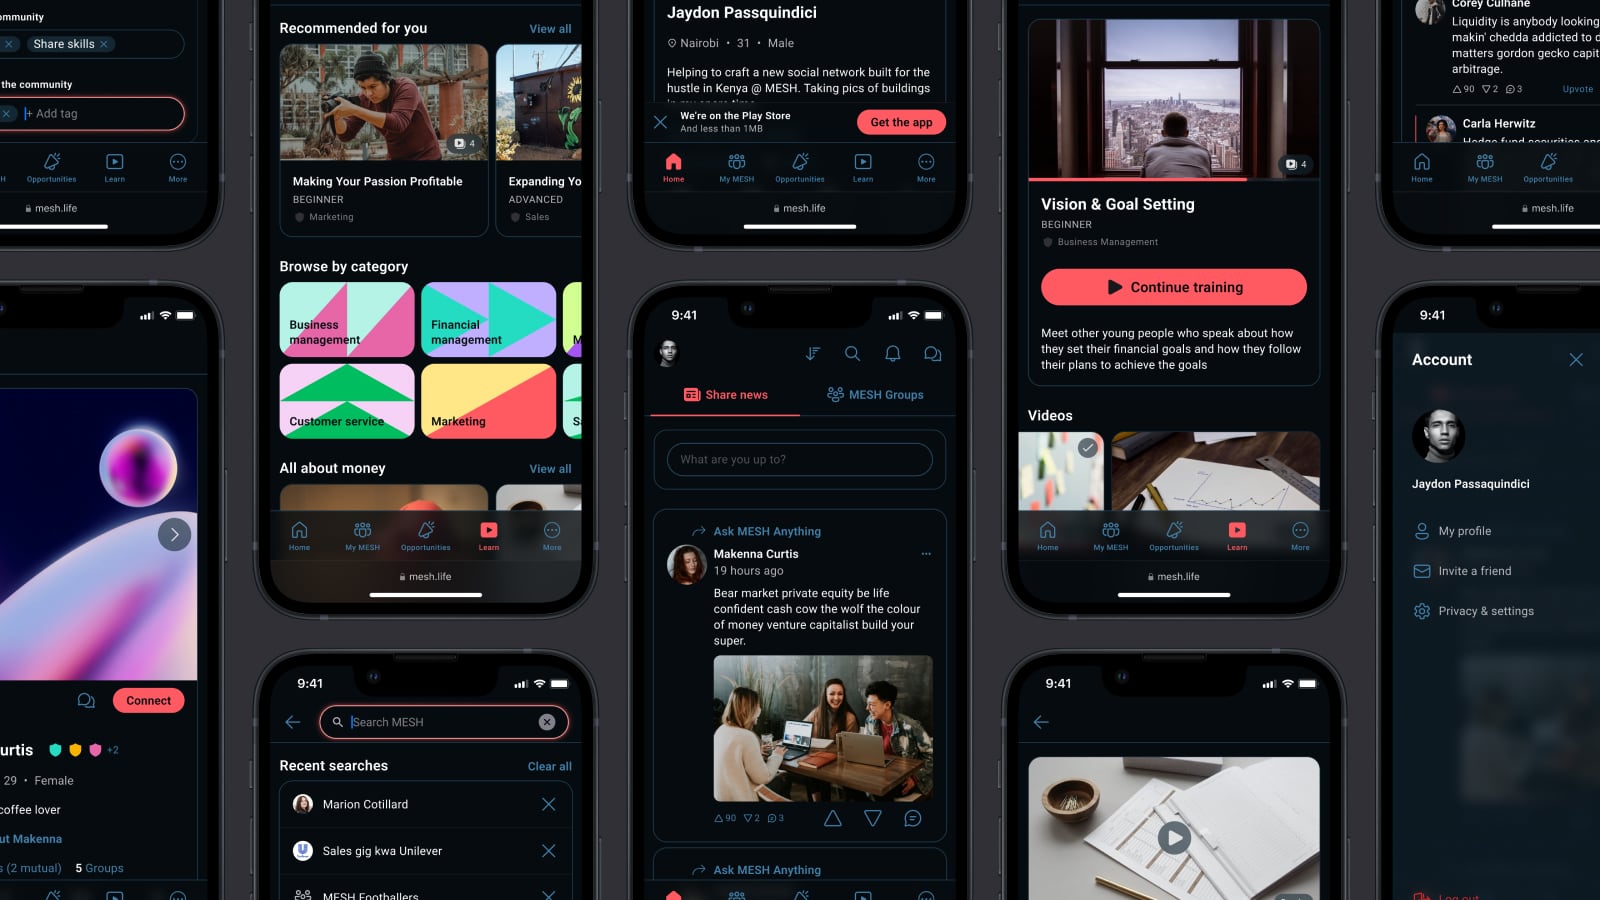 Share skills
the community
+ Add tag
Opportunities
Learn
More
mesh.life
Connect
+2
29 • Female
coffee lover
Makenna
(2 mutual) 5 Groups
Recommended for you View all
4
Making Your Passion Profitable
BEGINNER
Marketing
Expanding Yo
ADVANCED
Sales
Browse by category
Business
management
Financial
management
Customer service
Marketing
All about money View all
Home My MESH Opportunities Learn More
mesh.life
9:41
Search MESH
Recent searches Clear all
Marion Cotillard
Sales gig kwa Unilever
MESH Footballers
Jaydon Passquindici
Nairobi • 31 • Male
Helping to craft a new social network built for the
hustle in Kenya @ MESH. Taking pics of buildings
in my spare time
We're on the Play Store
And less than 1MB
Get the app
Home My MESH Opportunities Learn More
mesh.life
9:41
Share news MESH Groups
What are you up to?
Ask MESH Anything
Makenna Curtis
19 hours ago
Bear market private equity be life
confident cash cow the wolf the colour
of money venture capitalist build your
super.
90 2 3
Ask MESH Anything
4
Vision & Goal Setting
BEGINNER
Business Management
Continue training
Meet other young people who speak about how
they set their financial goals and how they follow
their plans to achieve the goals
Videos
Home My MESH Opportunities Learn More
mesh.life
9:41
Corey Culhane
Liquidity is anybody looking
makin' chedda addicted to
matters gordon gecko capit
arbitrage.
90 2 3 Upvote
Carla Herwitz
Hedge fund securities
Home My MESH Opportunities
mesh.life
9:41
Account
Jaydon Passaquindici
My profile
Invite a friend
Privacy & settings
Log out